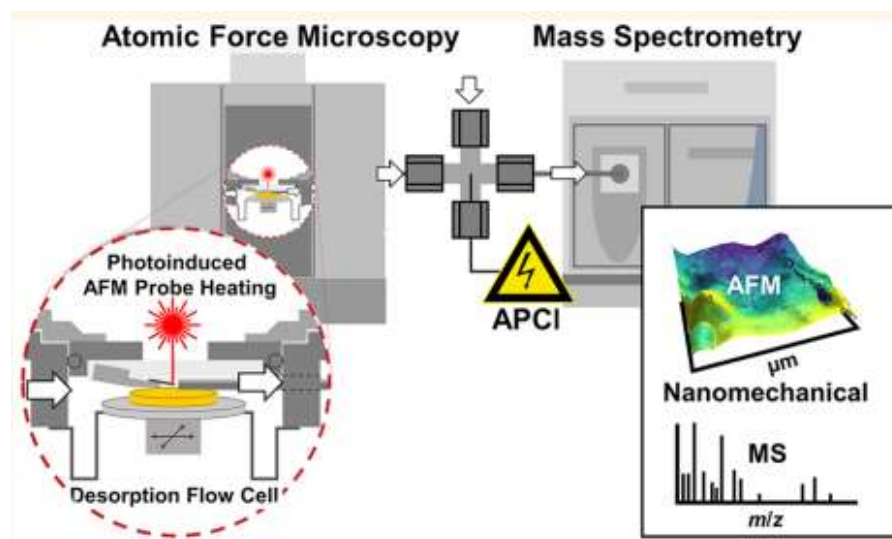 Atomic Force Microscopy
Mass Spectrometry
Photoinduced
AFM Probe Heating
Desorption Flow Cell
APCI
AFM
μm
Nanomechanical
MS
m/z